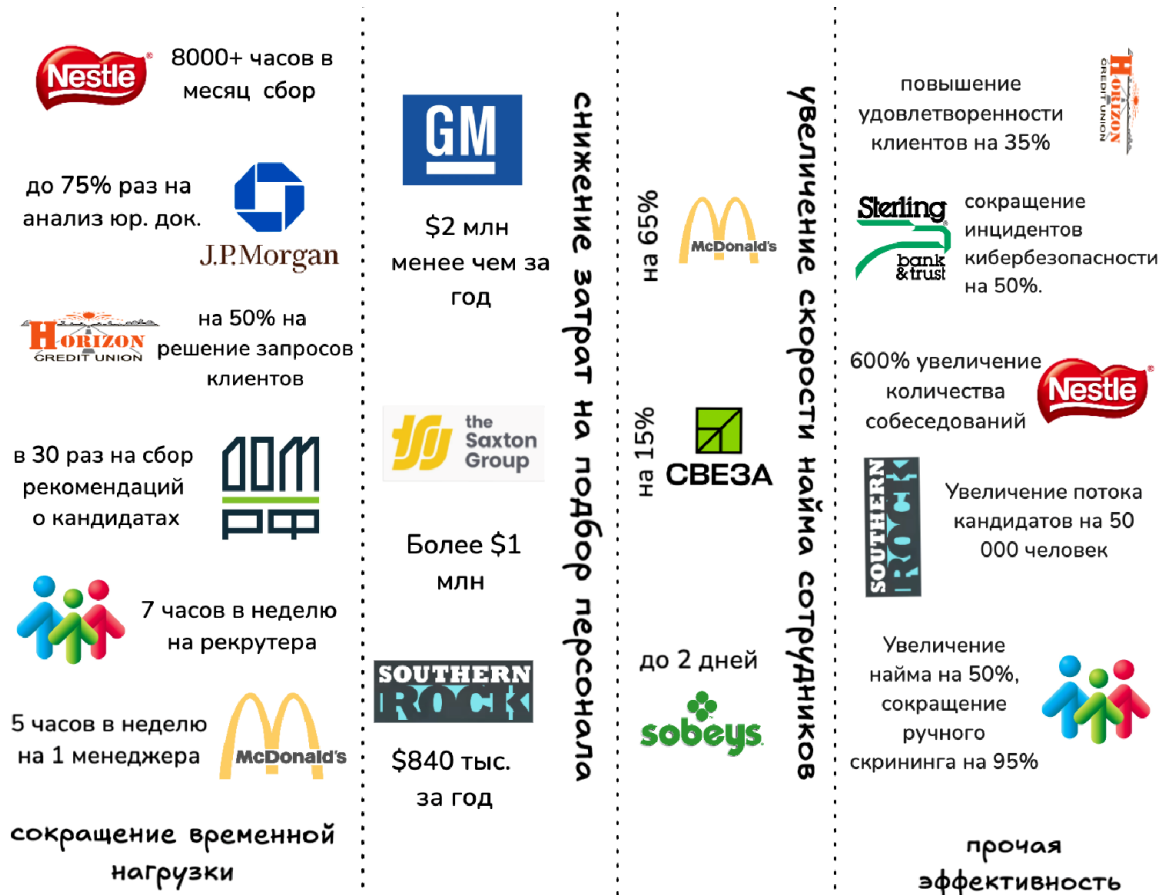 Nestlé
8000+ часов в
месяц сбор
до 75% раз на
анализ юр. док.
J.P.Morgan
HORIZON
CREDIT UNION
на 50% на
решение запросов
клиентов
в 30 раз на сбор
рекомендаций
о кандидатах
ДОМ
РФ
7 часов в неделю
на рекрутера
5 часов в неделю
на 1 менеджера
McDonald's
сокращение временной
нагрузки
GM
$2 млн
менее чем за
год
the
Saxton
Group
Более $1
млн
SOUTHERN
ROCK
$840 тыс.
за год
снижение затрат на подбор персонала
на 65%
McDonald's
на 15%
СВЕЗА
до 2 дней
sobeys
увеличение скорости найма сотрудников
повышение
удовлетворенности
клиентов на 35%
HORIZON
CREDIT UNION
Sterling
bank
& trust
сокращение
инцидентов
кибербезопасности
на 50%.
600% увеличение
количества
собеседований
Nestlé
SOUTHERN
ROCK
Увеличение потока
кандидатов на 50
000 человек
Увеличение
найма на 50%,
сокращение
ручного
скрининга на 95%
прочая
эффективность